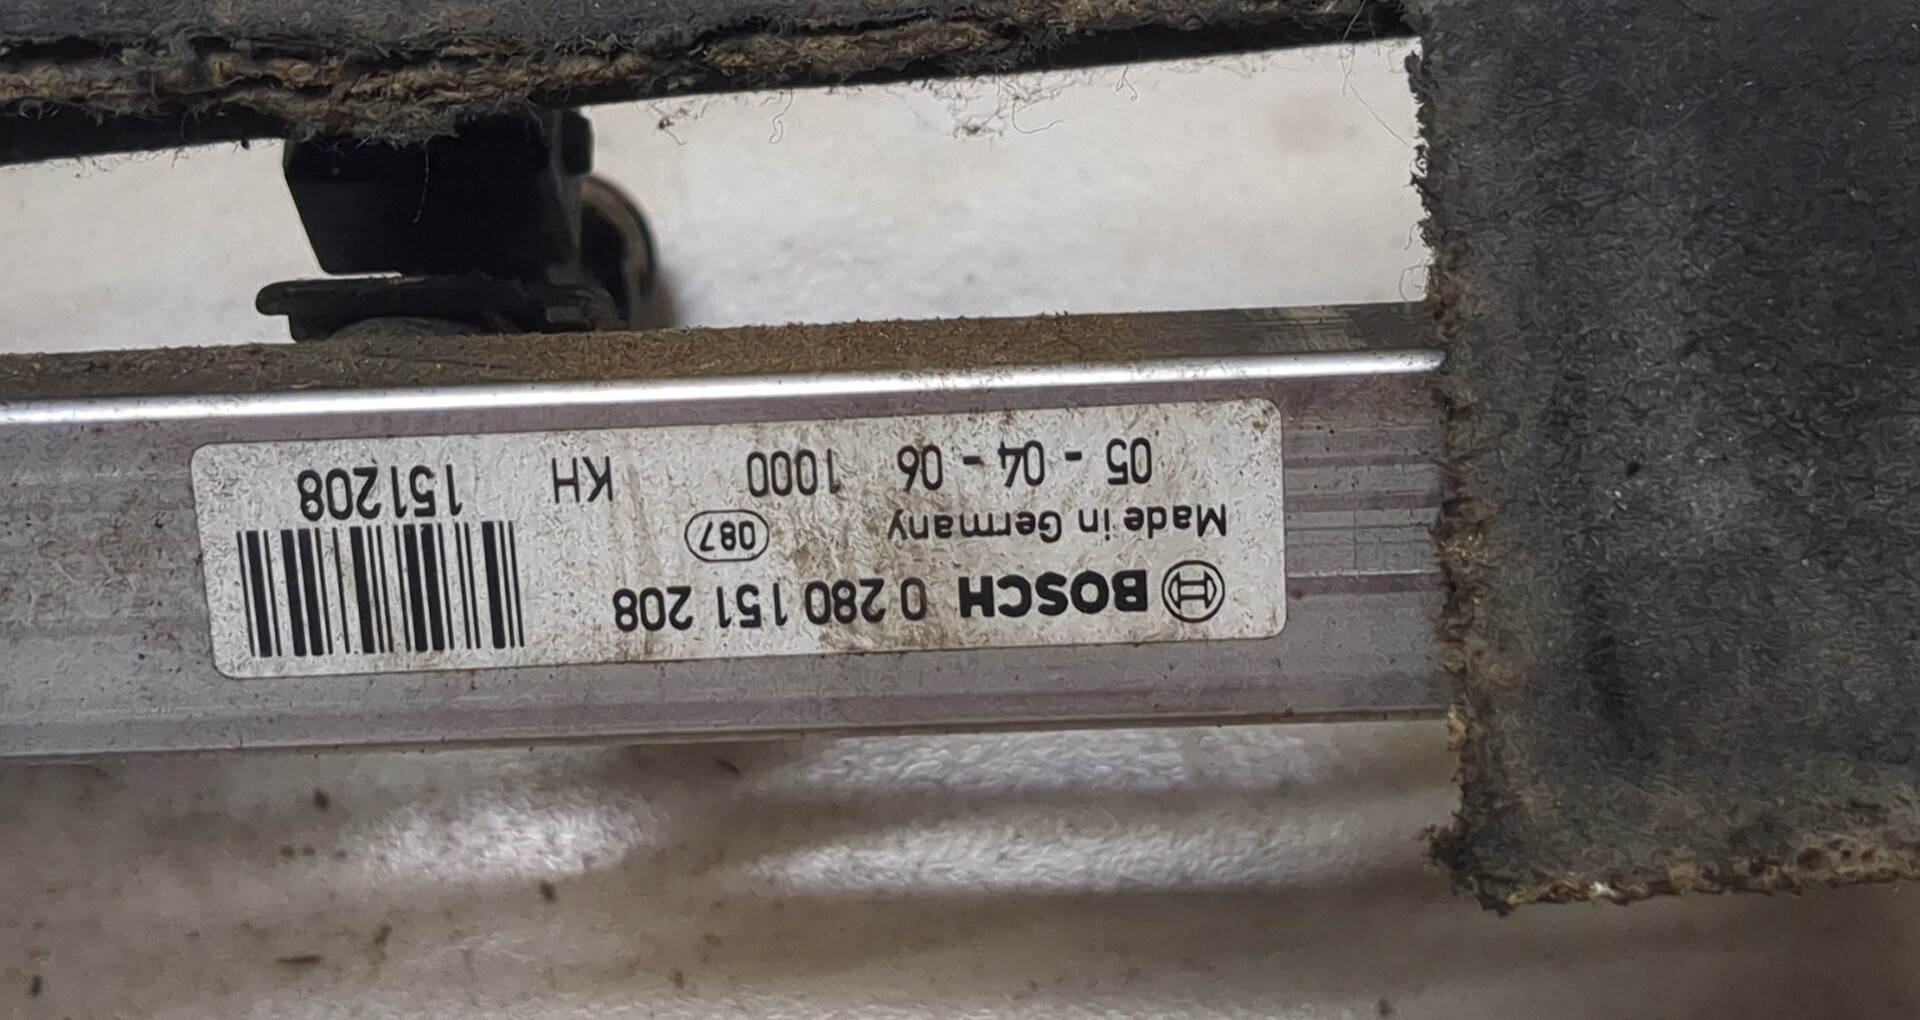 BOSCH 0 280 151 208
Made in Germany 087
05 - 04 - 06 1000 KH 151208